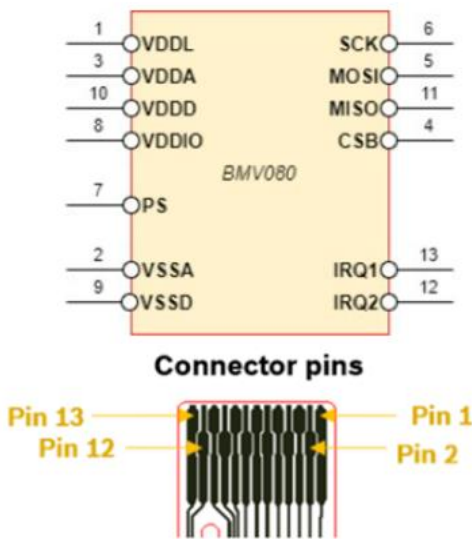 1 VDDL SCK 6
3 VDDA MOSI 5
10 VDDD MISO 11
8 VDDIO CSB 4
BMV080
7 PS
2 VSSA IRQ1 13
9 VSSD IRQ2 12
Connector pins
Pin 13 Pin 1
Pin 12 Pin 2